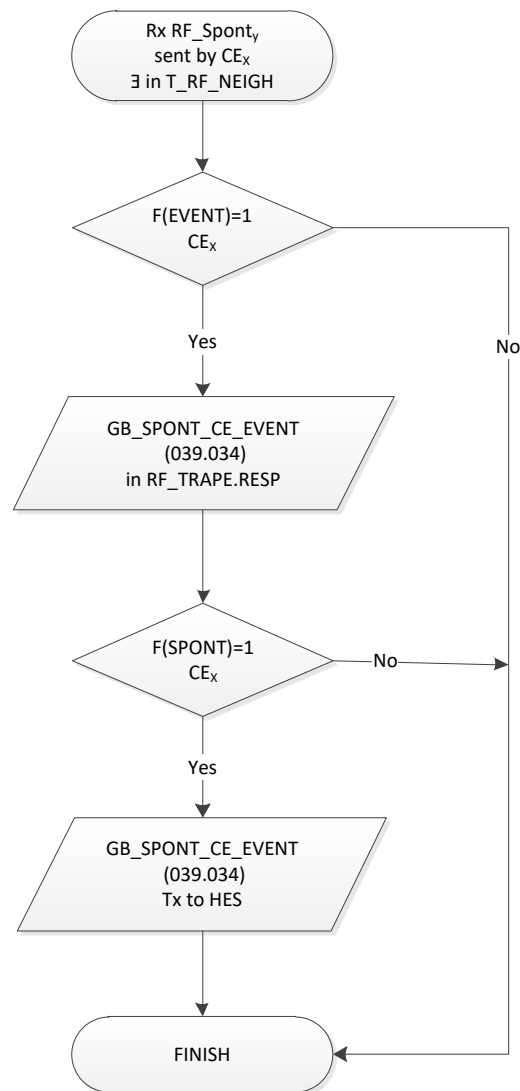 Rx RF_Sponty
sent by CEX
∃ in T_RF_NEIGH
F(EVENT)=1
CEX
No
Yes
GB_SPONT_CE_EVENT
(039.034)
in RF_TRAPE.RESP
F(SPONT)=1
CEX
No
Yes
GB_SPONT_CE_EVENT
(039.034)
Tx to HES
FINISH